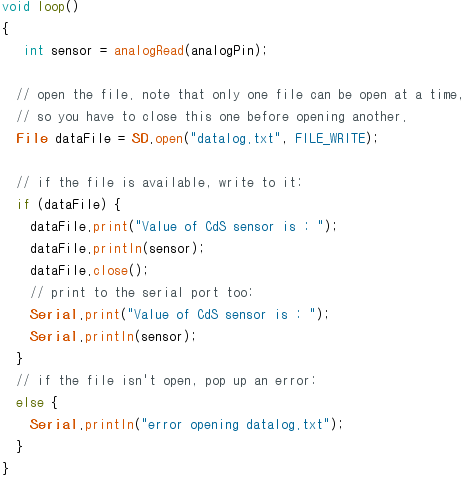 void loop()
{
int sensor = analogRead(analogPin);
// open the file, note that only one file can be open at a time,
// so you have to close this one before opening another.
File dataFile = SD.open("datalog.txt", FILE_WRITE);
// if the file is available, write to it:
if (dataFile) {
dataFile.print("Value of CdS sensor is : ");
dataFile.println(sensor);
dataFile.close();
// print to the serial port too:
Serial.print("Value of CdS sensor is : ");
Serial.println(sensor);
}
// if the file isn't open, pop up an error:
else {
Serial.println("error opening datalog.txt");
}
}